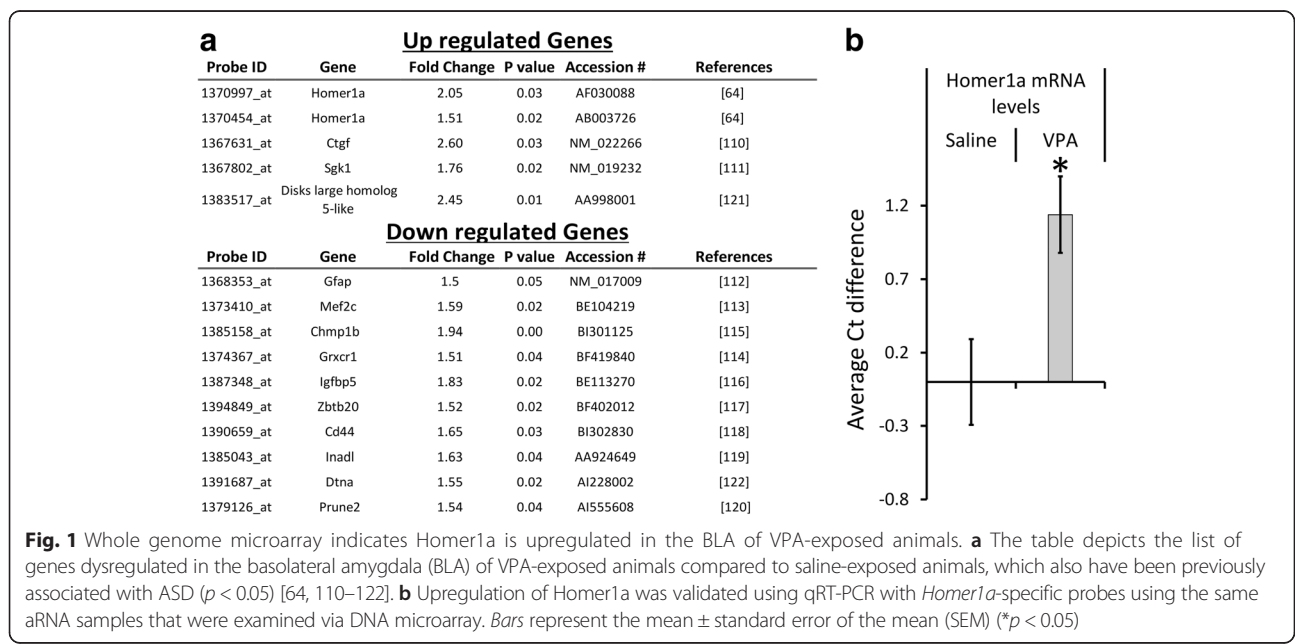 a
Up regulated Genes
Probe ID Gene Fold Change P value Accession # References
1370997_at Homer1a 2.05 0.03 AF030088 [64]
1370454_at Homer1a 1.51 0.02 AB003726 [64]
1367631_at Ctgf 2.60 0.03 NM_022266 [110]
1367802_at Sgk1 1.76 0.02 NM_019232 [111]
1383517_at Disks large homolog 5-like 2.45 0.01 AA998001 [121]
Down regulated Genes
Probe ID Gene Fold Change P value Accession # References
1368353_at Gfap 1.5 0.05 NM_017009 [112]
1373410_at Mef2c 1.59 0.02 BE104219 [113]
1385158_at Chmp1b 1.94 0.00 BI301125 [115]
1374367_at Grxcr1 1.51 0.04 BF419840 [114]
1387348_at Igfbp5 1.83 0.02 BE113270 [116]
1394849_at Zbtb20 1.52 0.02 BF402012 [117]
1390659_at Cd44 1.65 0.03 BI302830 [118]
1385043_at Inadl 1.63 0.04 AA924649 [119]
1391687_at Dtna 1.55 0.02 AI228002 [122]
1379126_at Prune2 1.54 0.04 AI555608 [120]
b
Homer1a mRNA
levels
Saline VPA
*
Average Ct difference
1.2
0.7
0.2
-0.3
-0.8
Fig. 1 Whole genome microarray indicates Homer1a is upregulated in the BLA of VPA-exposed animals. a The table depicts the list of
genes dysregulated in the basolateral amygdala (BLA) of VPA-exposed animals compared to saline-exposed animals, which also have been previously
associated with ASD (p < 0.05) [64, 110–122]. b Upregulation of Homer1a was validated using qRT-PCR with Homer1a-specific probes using the same
aRNA samples that were examined via DNA microarray. Bars represent the mean ± standard error of the mean (SEM) (*p < 0.05)